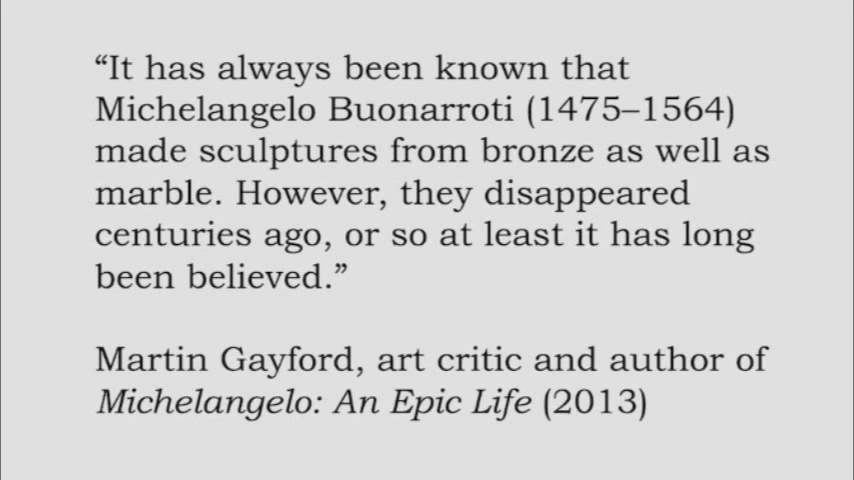 “It has always been known that
Michelangelo Buonarroti (1475–1564)
made sculptures from bronze as well as
marble. However, they disappeared
centuries ago, or so at least it has long
been believed.”
Martin Gayford, art critic and author of
Michelangelo: An Epic Life (2013)